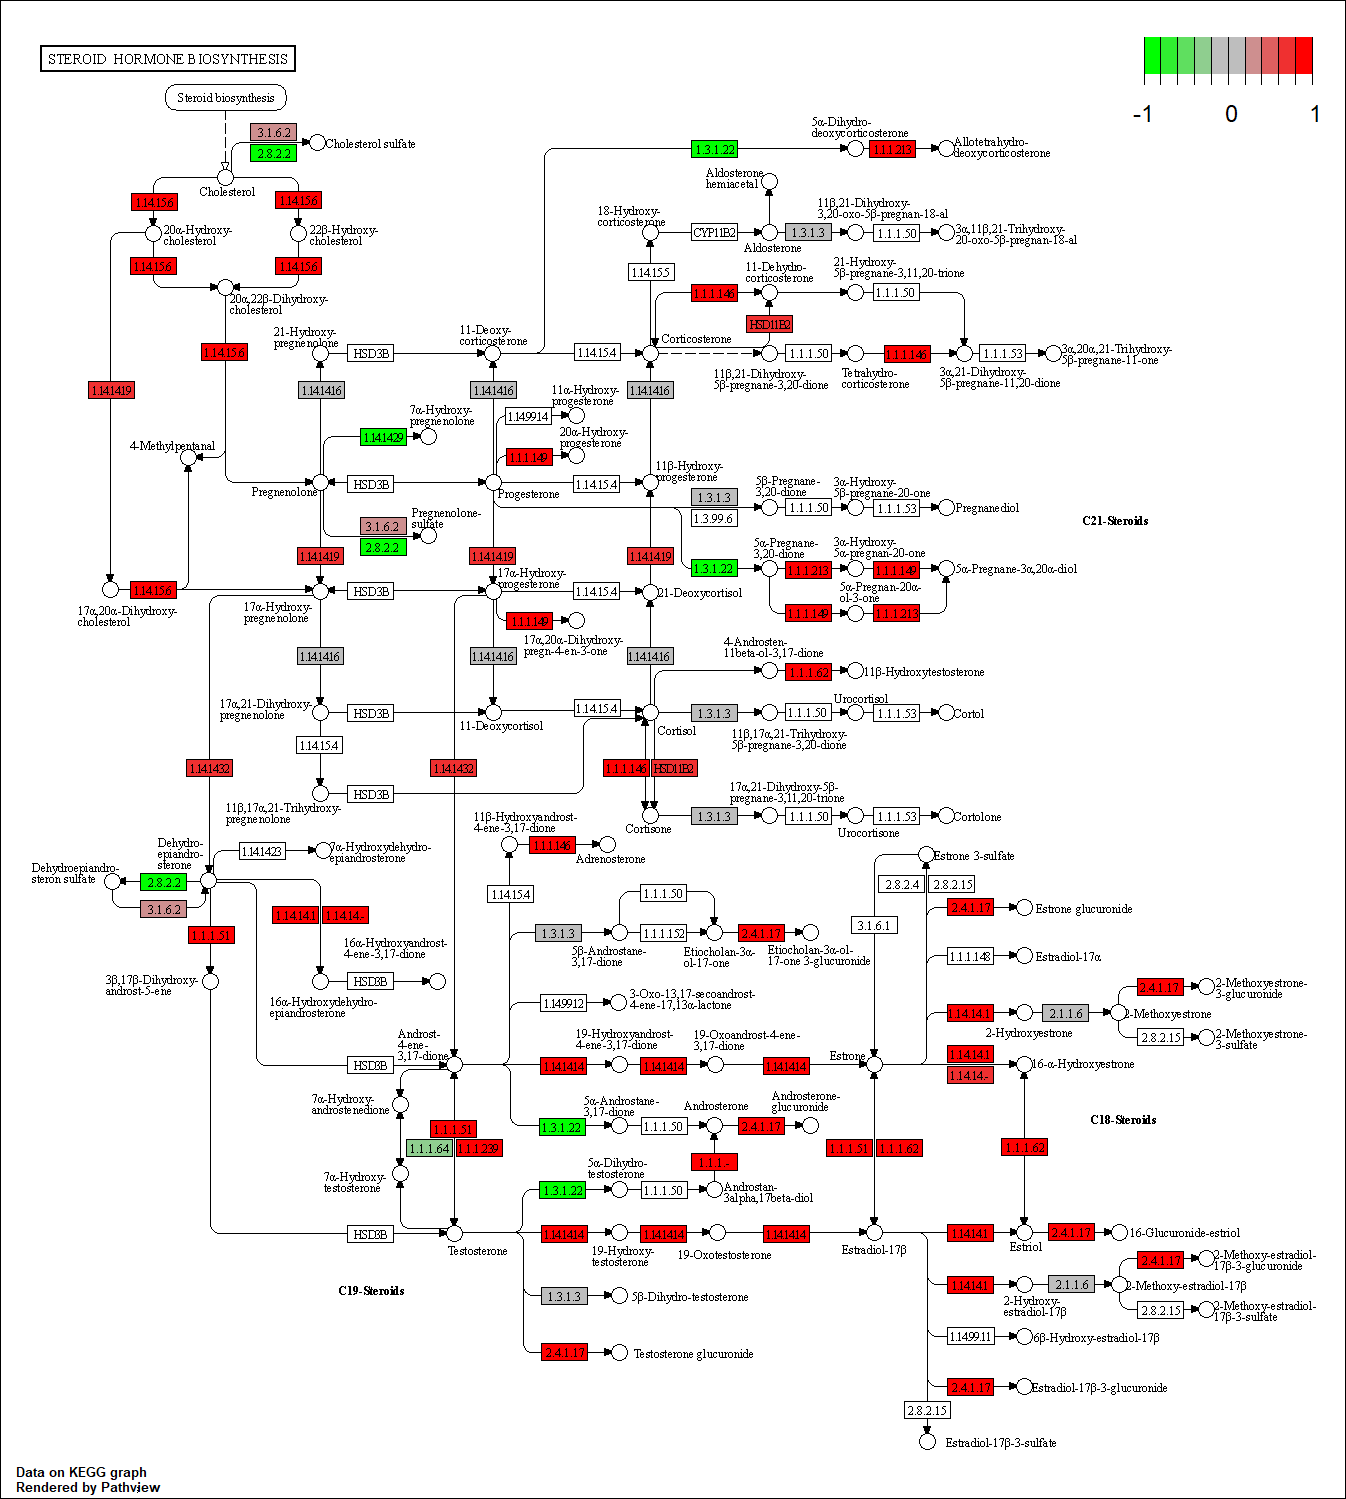 STEROID HORMONE BIOSYNTHESIS
-1 0 1
Steroid biosynthesis
3.1.6.2
2.8.2.2
Cholesterol sulfate
Cholesterol
1.14.15.6
1.14.15.6
20α-Hydroxy-
cholesterol
22β-Hydroxy-
cholesterol
1.14.15.6
1.14.15.6
20α,22β-Dihydroxy-
cholesterol
1.14.15.6
1.14.14.19
4-Methylpentanal
17α,20α-Dihydroxy-
cholesterol
1.14.15.6
21-Hydroxy-
pregnenolone
HSD3B
11-Deoxy-
corticosterone
1.14.15.4
Corticosterone
1.3.1.22
5α-Dihydro-
deoxycorticosterone
1.1.1.213
Allotetrahydro-
deoxycorticosterone
Aldosterone
hemiacetal
18-Hydroxy-
corticosterone
CYP11B2
Aldosterone
1.3.1.3
11β,21-Dihydroxy-
3,20-oxo-5β-pregnan-18-al
1.1.1.50
3α,11β,21-Trihydroxy-
20-oxo-5β-pregnan-18-al
1.14.15.5
11-Dehydro-
corticosterone
1.1.1.146
HSD11B2
21-Hydroxy-
5β-pregnane-3,11,20-trione
1.1.1.50
11β,21-Dihydroxy-
5β-pregnane-3,20-dione
1.1.1.50
Tetrahydro-
corticosterone
1.1.1.146
3α,21-Dihydroxy-
5β-pregnane-11,20-dione
1.1.1.53
3α,20α,21-Trihydroxy-
5β-pregnane-11-one
1.14.14.16
1.14.14.16
1.14.14.16
7α-Hydroxy-
pregnenolone
1.14.14.29
11α-Hydroxy-
progesterone
1.14.99.14
20α-Hydroxy-
progesterone
1.1.1.149
Pregnenolone
HSD3B
Progesterone
1.14.15.4
11β-Hydroxy-
progesterone
Pregnenolone-
sulfate
3.1.6.2
2.8.2.2
1.3.1.3
1.3.99.6
5β-Pregnane-
3,20-dione
1.1.1.50
3α-Hydroxy-
5β-pregnane-20-one
1.1.1.53
Pregnanediol
C21-Steroids
1.14.14.19
1.14.14.19
1.14.14.19
1.3.1.22
5α-Pregnane-
3,20-dione
1.1.1.213
3α-Hydroxy-
5α-pregnan-20-one
1.1.1.149
5α-Pregnane-3α,20α-diol
1.1.1.149
5α-Pregnan-20α-
ol-3-one
1.1.1.213
17α-Hydroxy-
pregnenolone
HSD3B
17α-Hydroxy-
progesterone
1.14.15.4
21-Deoxycortisol
1.1.1.149
17α,20α-Dihydroxy-
pregn-4-en-3-one
1.14.14.16
1.14.14.16
1.14.14.16
4-Androsten-
11beta-ol-3,17-dione
1.1.1.62
11β-Hydroxytestosterone
17α,21-Dihydroxy-
pregnenolone
HSD3B
11-Deoxycortisol
1.14.15.4
Cortisol
1.3.1.3
11β,17α,21-Trihydroxy-
5β-pregnane-3,20-dione
1.1.1.50
Urocortisol
1.1.1.53
Cortol
1.14.15.4
1.14.14.32
1.14.14.32
1.1.1.146
HSD11B2
11β,17α,21-Trihydroxy-
pregnenolone
HSD3B
Cortisone
1.3.1.3
17α,21-Dihydroxy-5β-
pregnane-3,11,20-trione
1.1.1.50
Urocortisone
1.1.1.53
Cortolone
11β-Hydroxyandrost-
4-ene-3,17-dione
1.1.1.146
Adrenosterone
Dehydroepiandro-
steron sulfate
2.8.2.2
3.1.6.2
Dehydro-
epiandro-
sterone
1.14.14.23
7α-Hydroxydehydro-
epiandrosterone
1.1.1.51
1.14.14.1
1.14.14.-
16α-Hydroxyandrost-
4-ene-3,17-dione
HSD3B
16α-Hydroxydehydro-
epiandrosterone
3β,17β-Dihydroxy-
androst-5-ene
1.14.15.4
1.3.1.3
5β-Androstane-
3,17-dione
1.1.1.50
1.1.1.152
Etiocholan-3α-
ol-17-one
2.4.1.17
Etiocholan-3α-ol-
17-one 3-glucuronide
1.14.99.12
3-Oxo-13,17-secoandrost-
4-ene-17,13α-lactone
Androst-
4-ene-
3,17-dione
HSD3B
19-Hydroxyandrost-
4-ene-3,17-dione
19-Oxoandrost-4-ene-
3,17-dione
1.14.14.14
1.14.14.14
1.14.14.14
Estrone
7α-Hydroxy-
androstenedione
5α-Androstane-
3,17-dione
1.3.1.22
1.1.1.50
Androsterone
2.4.1.17
Androsterone-
glucuronide
1.1.1.51
1.1.1.64
1.1.1.239
1.1.1.-
7α-Hydroxy-
testosterone
5α-Dihydro-
testosterone
1.3.1.22
1.1.1.50
Androstan-
3alpha,17beta-diol
HSD3B
Testosterone
1.14.14.14
19-Hydroxy-
testosterone
1.14.14.14
19-Oxotestosterone
1.14.14.14
Estradiol-17β
1.3.1.3
5β-Dihydro-testosterone
2.4.1.17
Testosterone glucuronide
C19-Steroids
Estrone 3-sulfate
2.8.2.4
2.8.2.15
3.1.6.1
2.4.1.17
Estrone glucuronide
1.1.1.148
Estradiol-17α
1.14.14.1
2-Hydroxyestrone
2.1.1.6
2-Methoxyestrone
2.4.1.17
2-Methoxyestrone-
3-glucuronide
2.8.2.15
2-Methoxyestrone-
3-sulfate
1.14.14.1
1.14.14.-
16-α-Hydroxyestrone
C18-Steroids
1.1.1.51
1.1.1.62
1.1.1.62
1.14.14.1
Estriol
2.4.1.17
16-Glucuronide-estriol
1.14.14.1
2-Hydroxy-
estradiol-17β
2.1.1.6
2-Methoxy-estradiol-17β
2.4.1.17
2-Methoxy-estradiol-
17β-3-glucuronide
2.8.2.15
2-Methoxy-estradiol-
17β-3-sulfate
1.14.99.11
6β-Hydroxy-estradiol-17β
2.4.1.17
Estradiol-17β-3-glucuronide
2.8.2.15
Estradiol-17β-3-sulfate
Data on KEGG graph
Rendered by Pathview